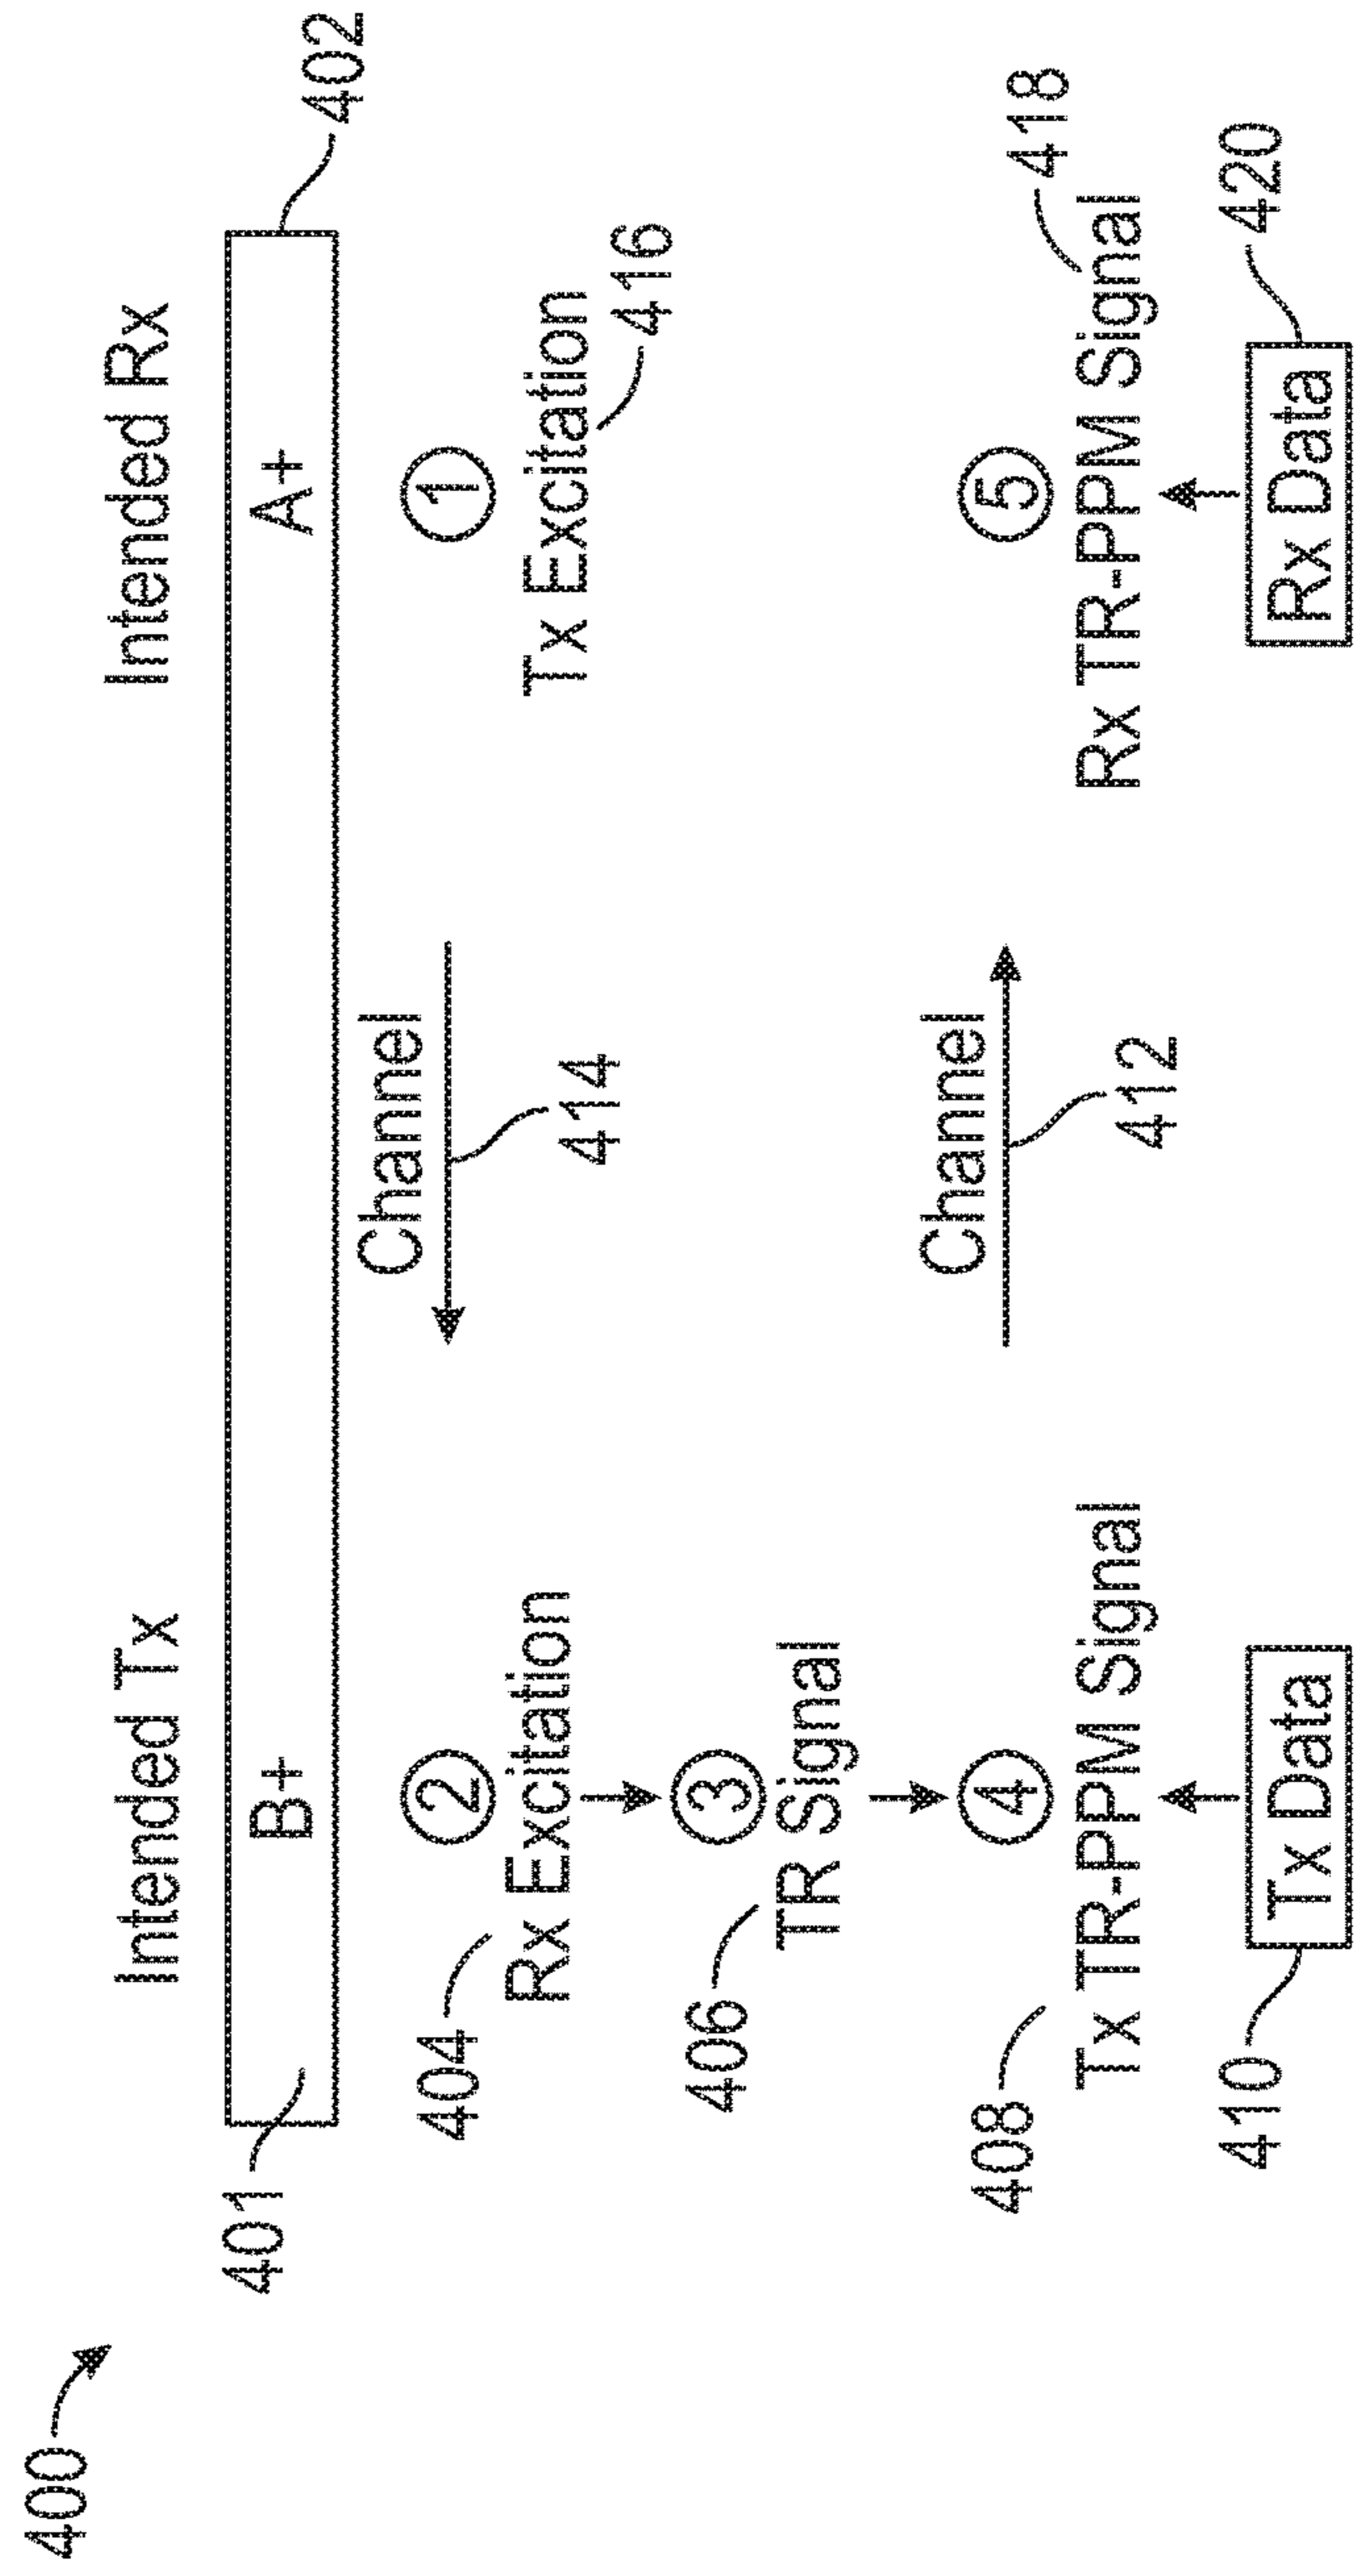 400
Intended Tx
Intended Rx
401
B+
A+
402
Channel
414
2
404
Rx Excitation
1
Tx Excitation
416
3
406
TR Signal
Channel
412
4
408
Tx TR-PPM Signal
5
Rx TR-PPM Signal
418
410
Tx Data
Rx Data
420